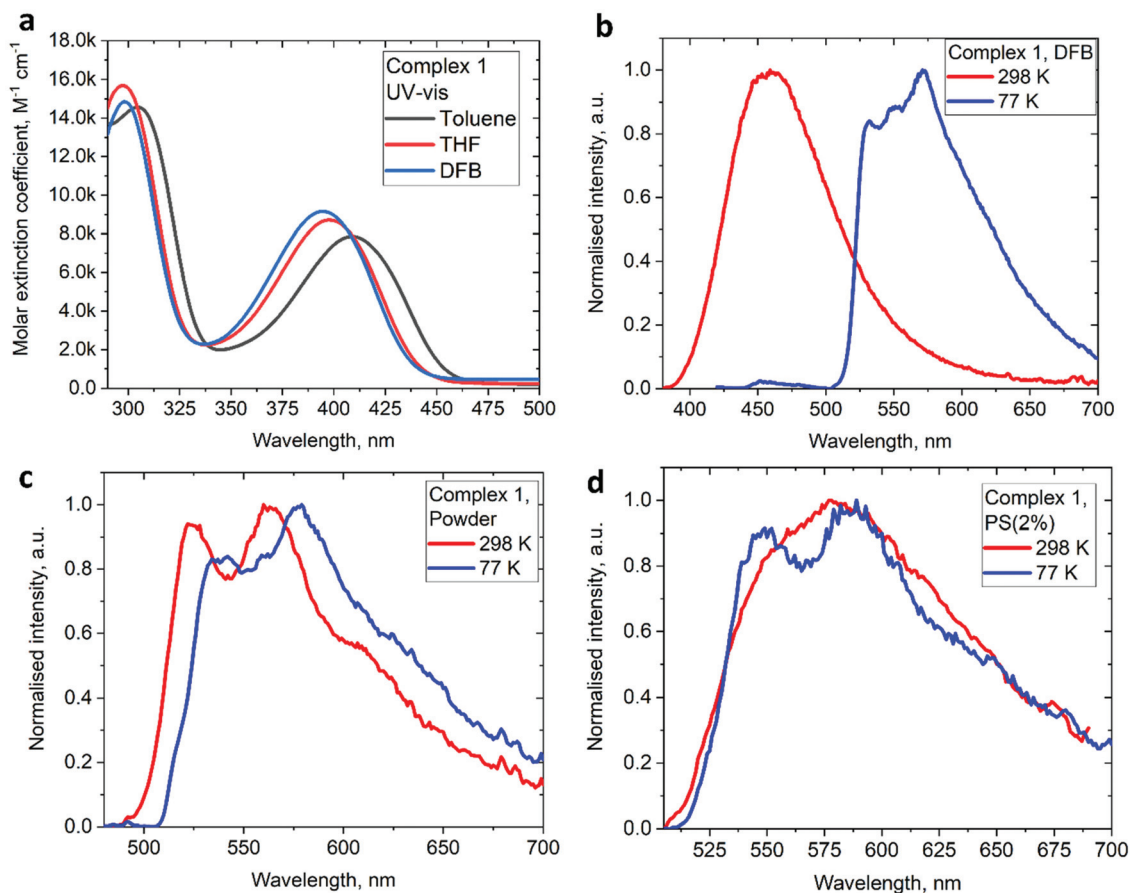 a
Molar extinction coefficient, M⁻¹ cm⁻¹
18.0k
16.0k
14.0k
12.0k
10.0k
8.0k
6.0k
4.0k
2.0k
0.0
Complex 1
UV-vis
Toluene
THF
DFB
300 325 350 375 400 425 450 475 500
Wavelength, nm
b
Normalised intensity, a.u.
1.0
0.8
0.6
0.4
0.2
0.0
Complex 1, DFB
298 K
77 K
400 450 500 550 600 650 700
Wavelength, nm
c
Normalised intensity, a.u.
1.0
0.8
0.6
0.4
0.2
0.0
Complex 1,
Powder
298 K
77 K
500 550 600 650 700
Wavelength, nm
d
Normalised intensity, a.u.
1.0
0.8
0.6
0.4
0.2
0.0
Complex 1,
PS(2%)
298 K
77 K
525 550 575 600 625 650 675 700
Wavelength, nm